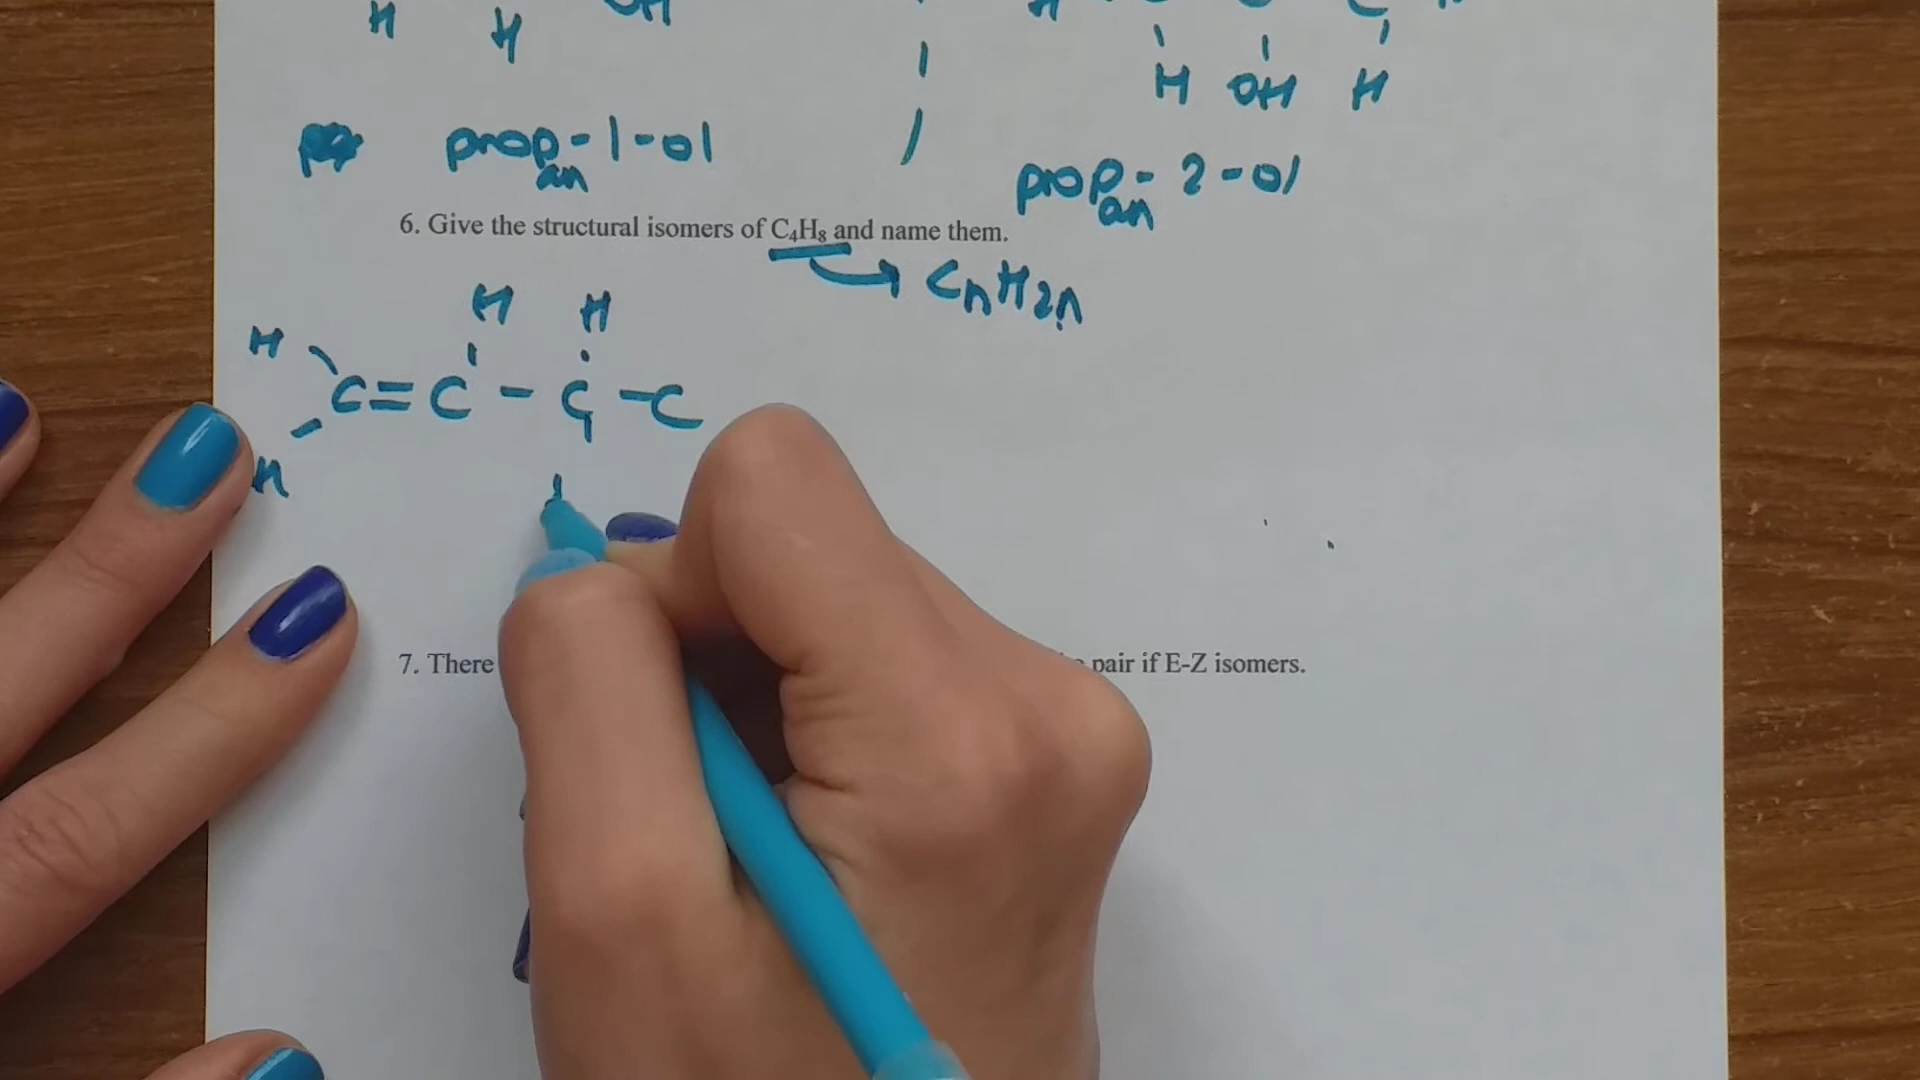 H H OH
H OH H
prop-1-ol
an
prop-2-ol
an
6. Give the structural isomers of C₄H₈ and name them.
CnH2n
H H
H
C=C-C-C
H
7. There
pair if E-Z isomers.